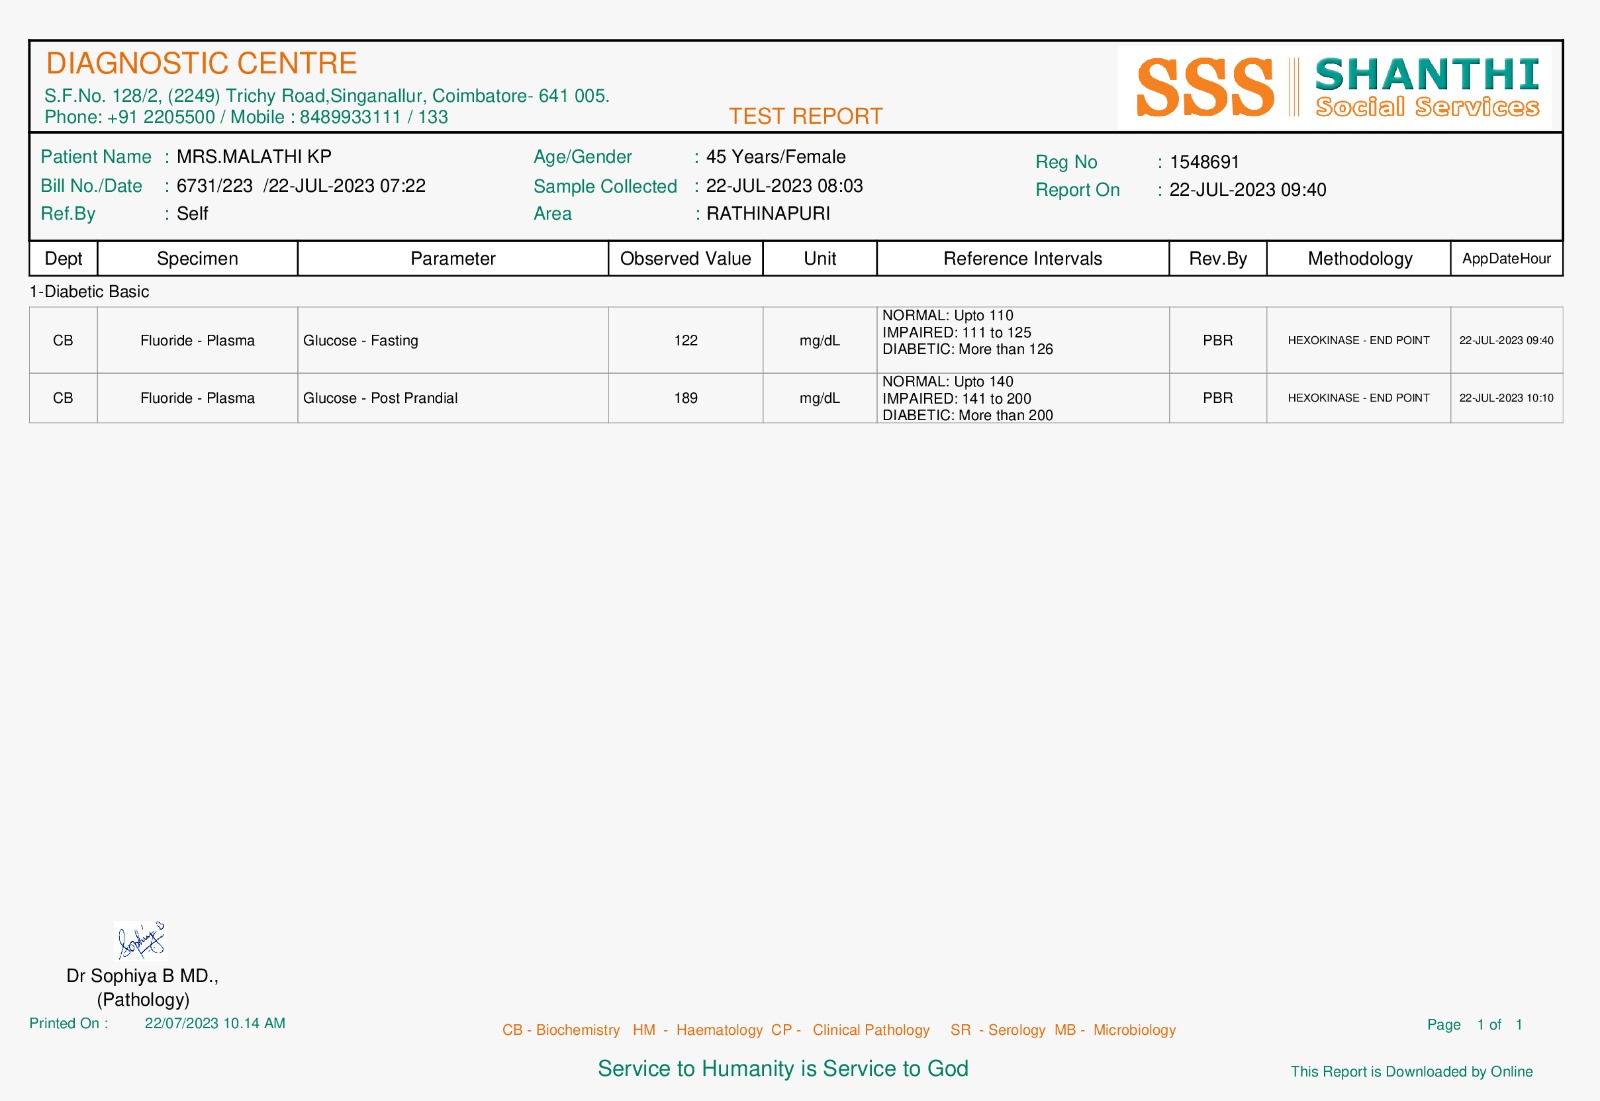 DIAGNOSTIC CENTRE
S.F.No. 128/2, (2249) Trichy Road,Singanallur, Coimbatore- 641 005.
Phone: +91 2205500 / Mobile : 8489933111 / 133
TEST REPORT
SSS SHANTHI
Social Services
Patient Name : MRS.MALATHI KP Age/Gender : 45 Years/Female Reg No : 1548691
Bill No./Date : 6731/223 /22-JUL-2023 07:22 Sample Collected : 22-JUL-2023 08:03 Report On : 22-JUL-2023 09:40
Ref.By : Self Area : RATHINAPURI
Dept Specimen Parameter Observed Value Unit Reference Intervals Rev.By Methodology AppDateHour
1-Diabetic Basic
CB Fluoride - Plasma Glucose - Fasting 122 mg/dL NORMAL: Upto 110
IMPAIRED: 111 to 125
DIABETIC: More than 126 PBR HEXOKINASE - END POINT 22-JUL-2023 09:40
CB Fluoride - Plasma Glucose - Post Prandial 189 mg/dL NORMAL: Upto 140
IMPAIRED: 141 to 200
DIABETIC: More than 200 PBR HEXOKINASE - END POINT 22-JUL-2023 10:10
Sophiya B
Dr Sophiya B MD.,
(Pathology)
Printed On : 22/07/2023 10.14 AM
CB - Biochemistry HM - Haematology CP - Clinical Pathology SR - Serology MB - Microbiology
Page 1 of 1
Service to Humanity is Service to God
This Report is Downloaded by Online